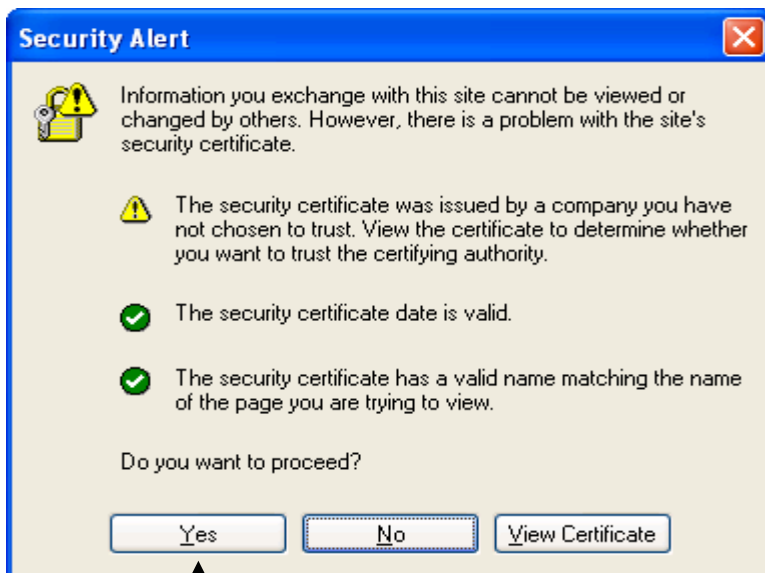 Security Alert
Information you exchange with this site cannot be viewed or
changed by others. However, there is a problem with the site's
security certificate.
The security certificate was issued by a company you have
not chosen to trust. View the certificate to determine whether
you want to trust the certifying authority.
The security certificate date is valid.
The security certificate has a valid name matching the name
of the page you are trying to view.
Do you want to proceed?
Yes No View Certificate